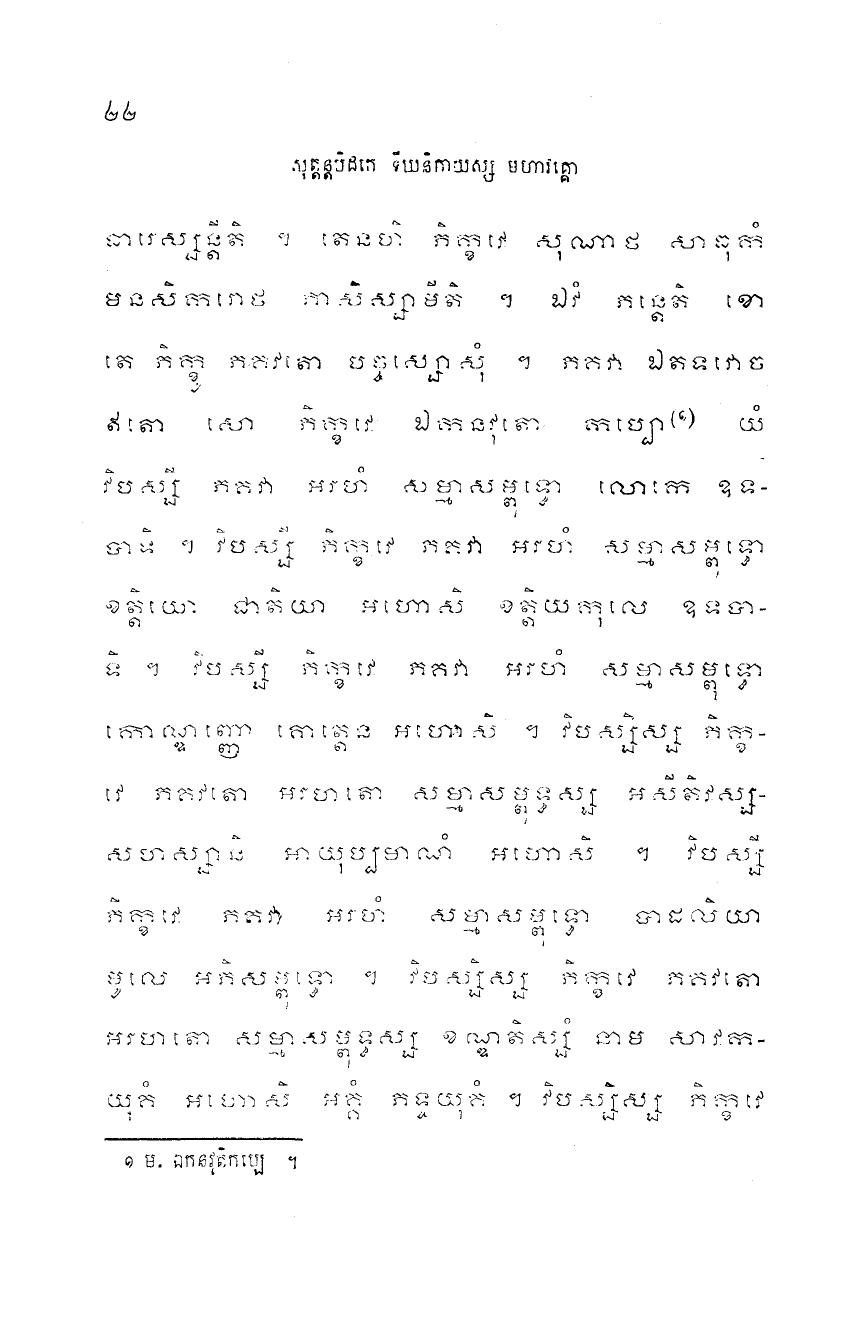 ២២
សុត្តន្តបិដកេ ទីឃនិកាយស្ស មហាវគ្គោ
ធារេស្សន្តីតិ ។ តេនហិ ភិក្ខវេ សុណាថ សាធុកំ
មនសិករោថ ភាសិស្សាមីតិ ។ ឯវំ ភន្តេតិ ខោ
តេ ភិក្ខូ ភគវតោ បច្ចស្សោសុំ ។ ភគវា ឯតទវោច
ឥតោ សោ ភិក្ខវេ ឯកនវុតោ កប្បោ(១) យំ
វិបស្សី ភគវា អរហំ សម្មាសម្ពុទ្ធោ លោកេ ឧទ-
បាទិ ។ វិបស្សី ភិក្ខវេ ភគវា អរហំ សម្មាសម្ពុទ្ធោ
ខត្តិយោ ជាតិយា អហោសិ ខត្តិយកុលេ ឧទបា-
ទិ ។ វិបស្សី ភិក្ខវេ ភគវា អរហំ សម្មាសម្ពុទ្ធោ
កោណ្ឌញ្ញោ គោត្តេន អហោសិ ។ វិបស្សិស្ស ភិក្ខ-
វេ ភគវតោ អរហតោ សម្មាសម្ពុទ្ធស្ស អសីតិវស្ស-
សហស្សានិ អាយុប្បមាណំ អហោសិ ។ វិបស្សី
ភិក្ខវេ ភគវា អរហំ សម្មាសម្ពុទ្ធោ បាដលិយា
មូលេ អភិសម្ពុទ្ធោ ។ វិបស្សិស្ស ភិក្ខវេ ភគវតោ
អរហតោ សម្មាសម្ពុទ្ធស្ស ខណ្ឌតិស្សំ នាម សាវក-
យុគំ អហោសិ អគ្គំ ភទ្ទយុគំ ។ វិបស្សិស្ស ភិក្ខវេ
១ ម. ឯកនវុតិកប្បេ ។